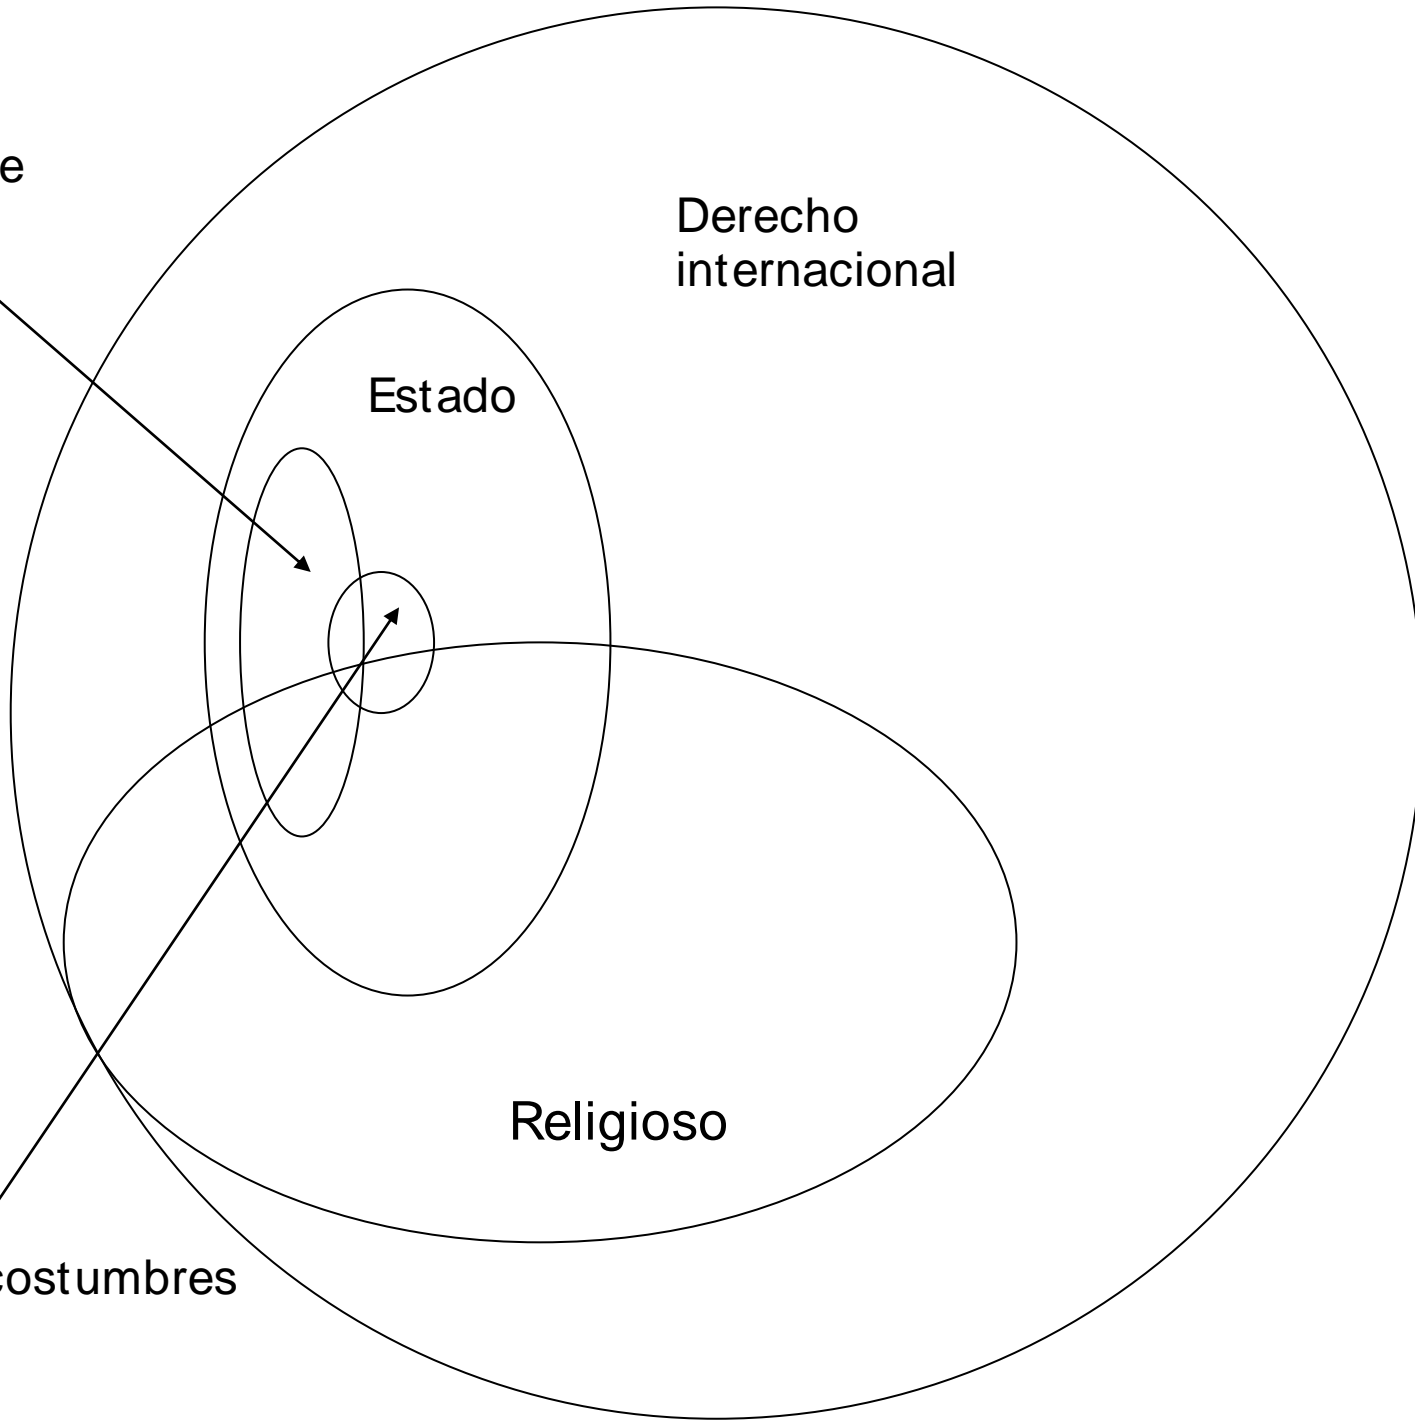 e
Derecho
internacional
Estado
Religioso
costumbres